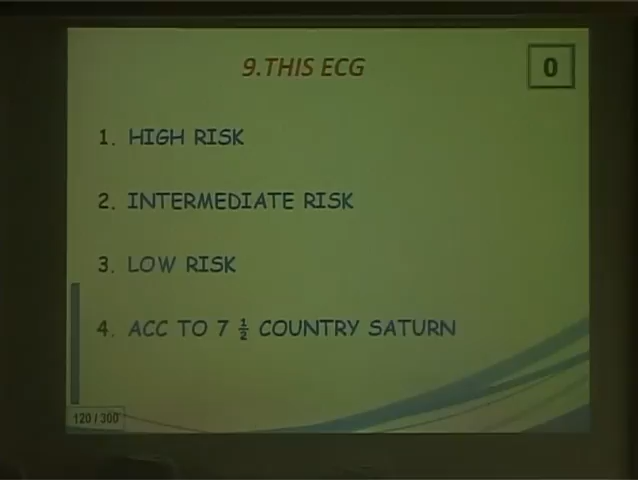 9.THIS ECG
0
1. HIGH RISK
2. INTERMEDIATE RISK
3. LOW RISK
4. ACC TO 7 ½ COUNTRY SATURN
120 / 300